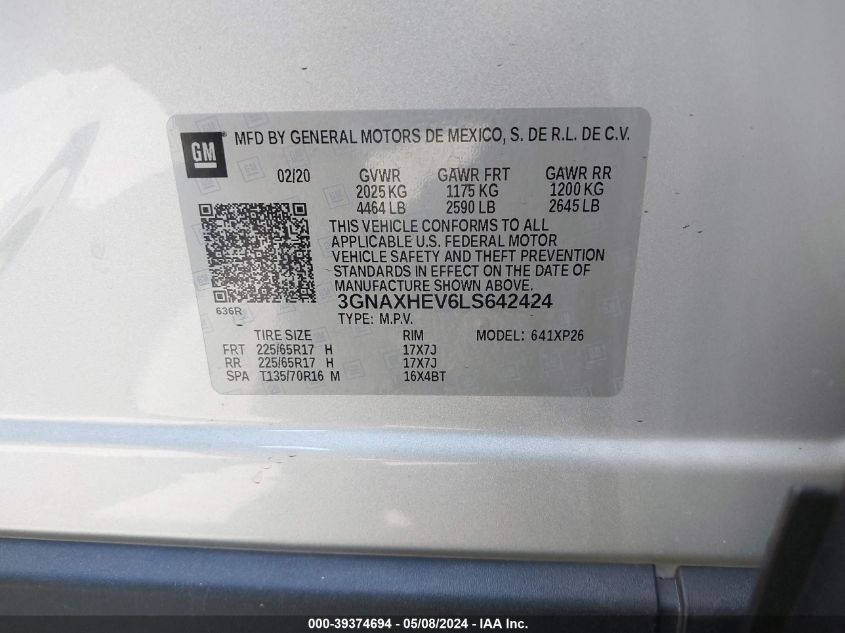 GM MFD BY GENERAL MOTORS DE MEXICO, S. DE R.L. DE C.V.
02/20 GVWR GAWR FRT GAWR RR
2025 KG 1175 KG 1200 KG
4464 LB 2590 LB 2645 LB
THIS VEHICLE CONFORMS TO ALL
APPLICABLE U.S. FEDERAL MOTOR
VEHICLE SAFETY AND THEFT PREVENTION
STANDARDS IN EFFECT ON THE DATE OF
MANUFACTURE SHOWN ABOVE.
3GNAXHEV6LS642424
636R TYPE: M.P.V.
TIRE SIZE RIM MODEL: 641XP26
FRT 225/65R17 H 17X7J
RR 225/65R17 H 17X7J
SPA T135/70R16 M 16X4BT
000-39374694 - 05/08/2024 - IAA Inc.